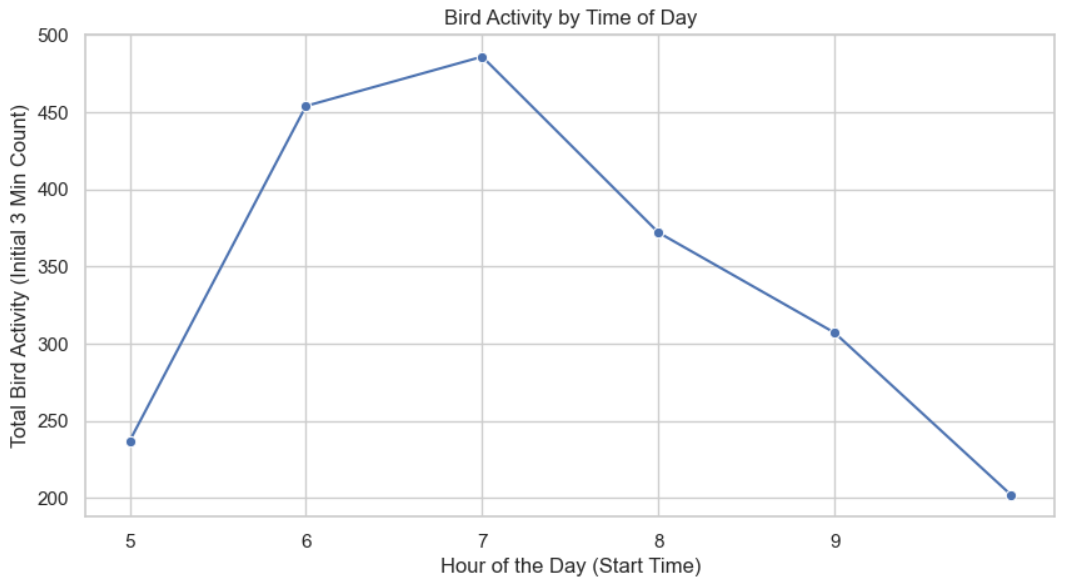 Bird Activity by Time of Day
Total Bird Activity (Initial 3 Min Count)
500
450
400
350
300
250
200
5 6 7 8 9
Hour of the Day (Start Time)